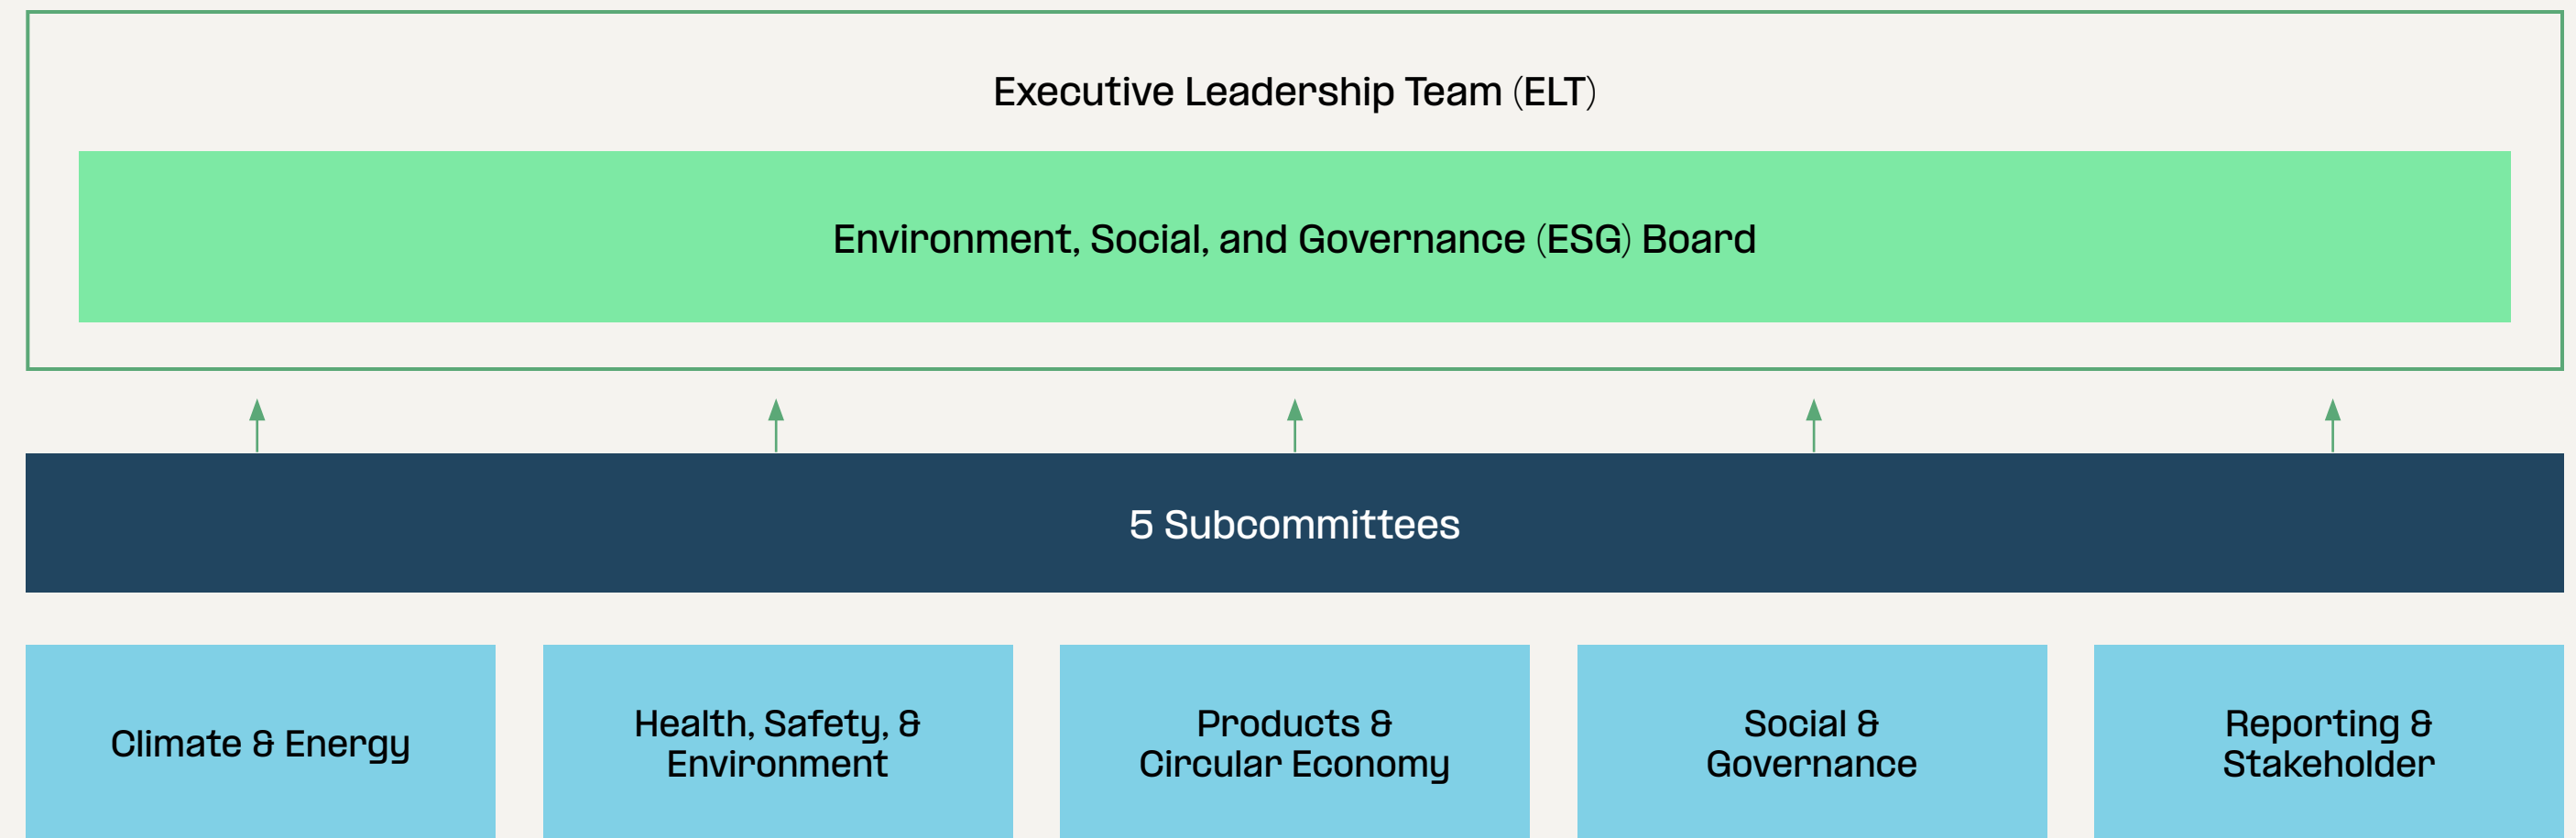 Executive Leadership Team (ELT)
Environment, Social, and Governance (ESG) Board
5 Subcommittees
Climate & Energy
Health, Safety, &
Environment
Products &
Circular Economy
Social &
Governance
Reporting &
Stakeholder